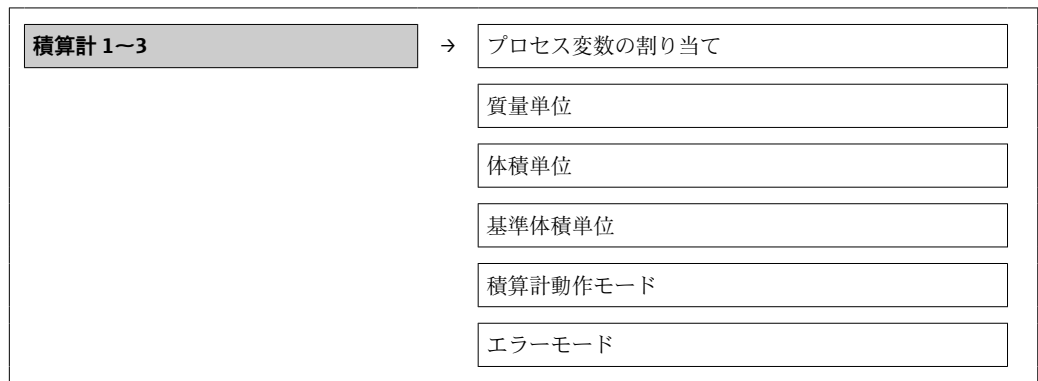 積算計 1～3 → プロセス変数の割り当て
質量単位
体積単位
基準体積単位
積算計動作モード
エラーモード